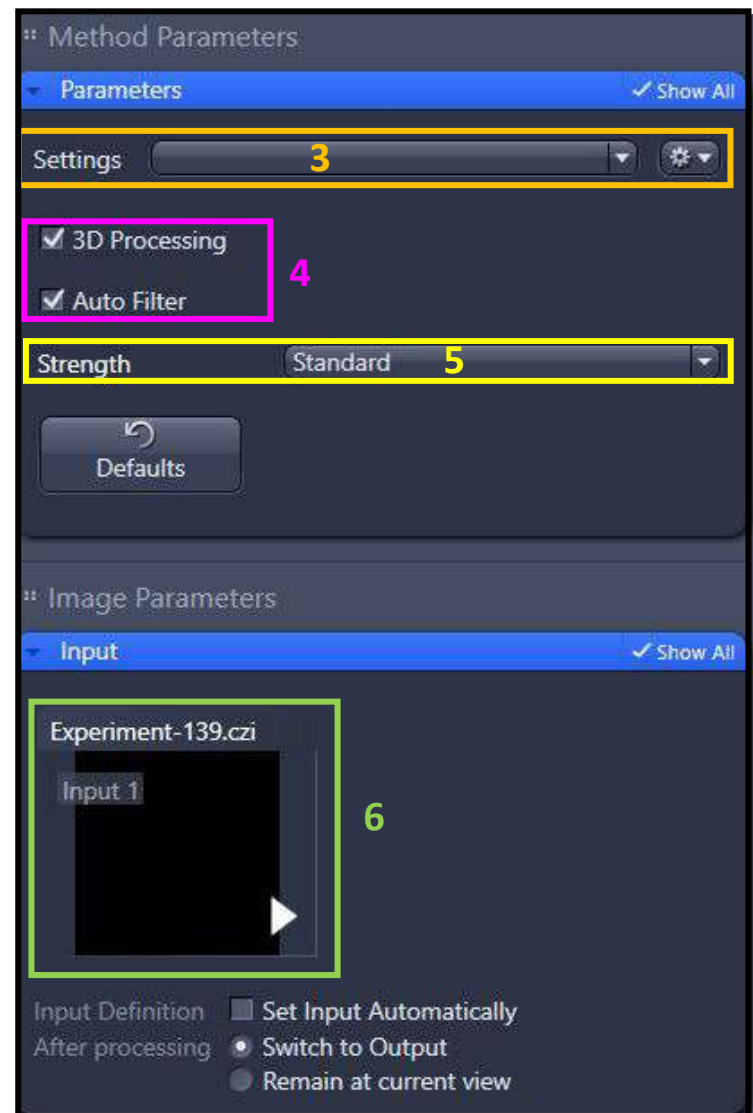 Method Parameters
Parameters Show All
Settings 3
3D Processing
4
Auto Filter
Strength Standard 5
Defaults
Image Parameters
Input Show All
Experiment-139.czi
Input 1
6
Input Definition Set Input Automatically
After processing Switch to Output
Remain at current view